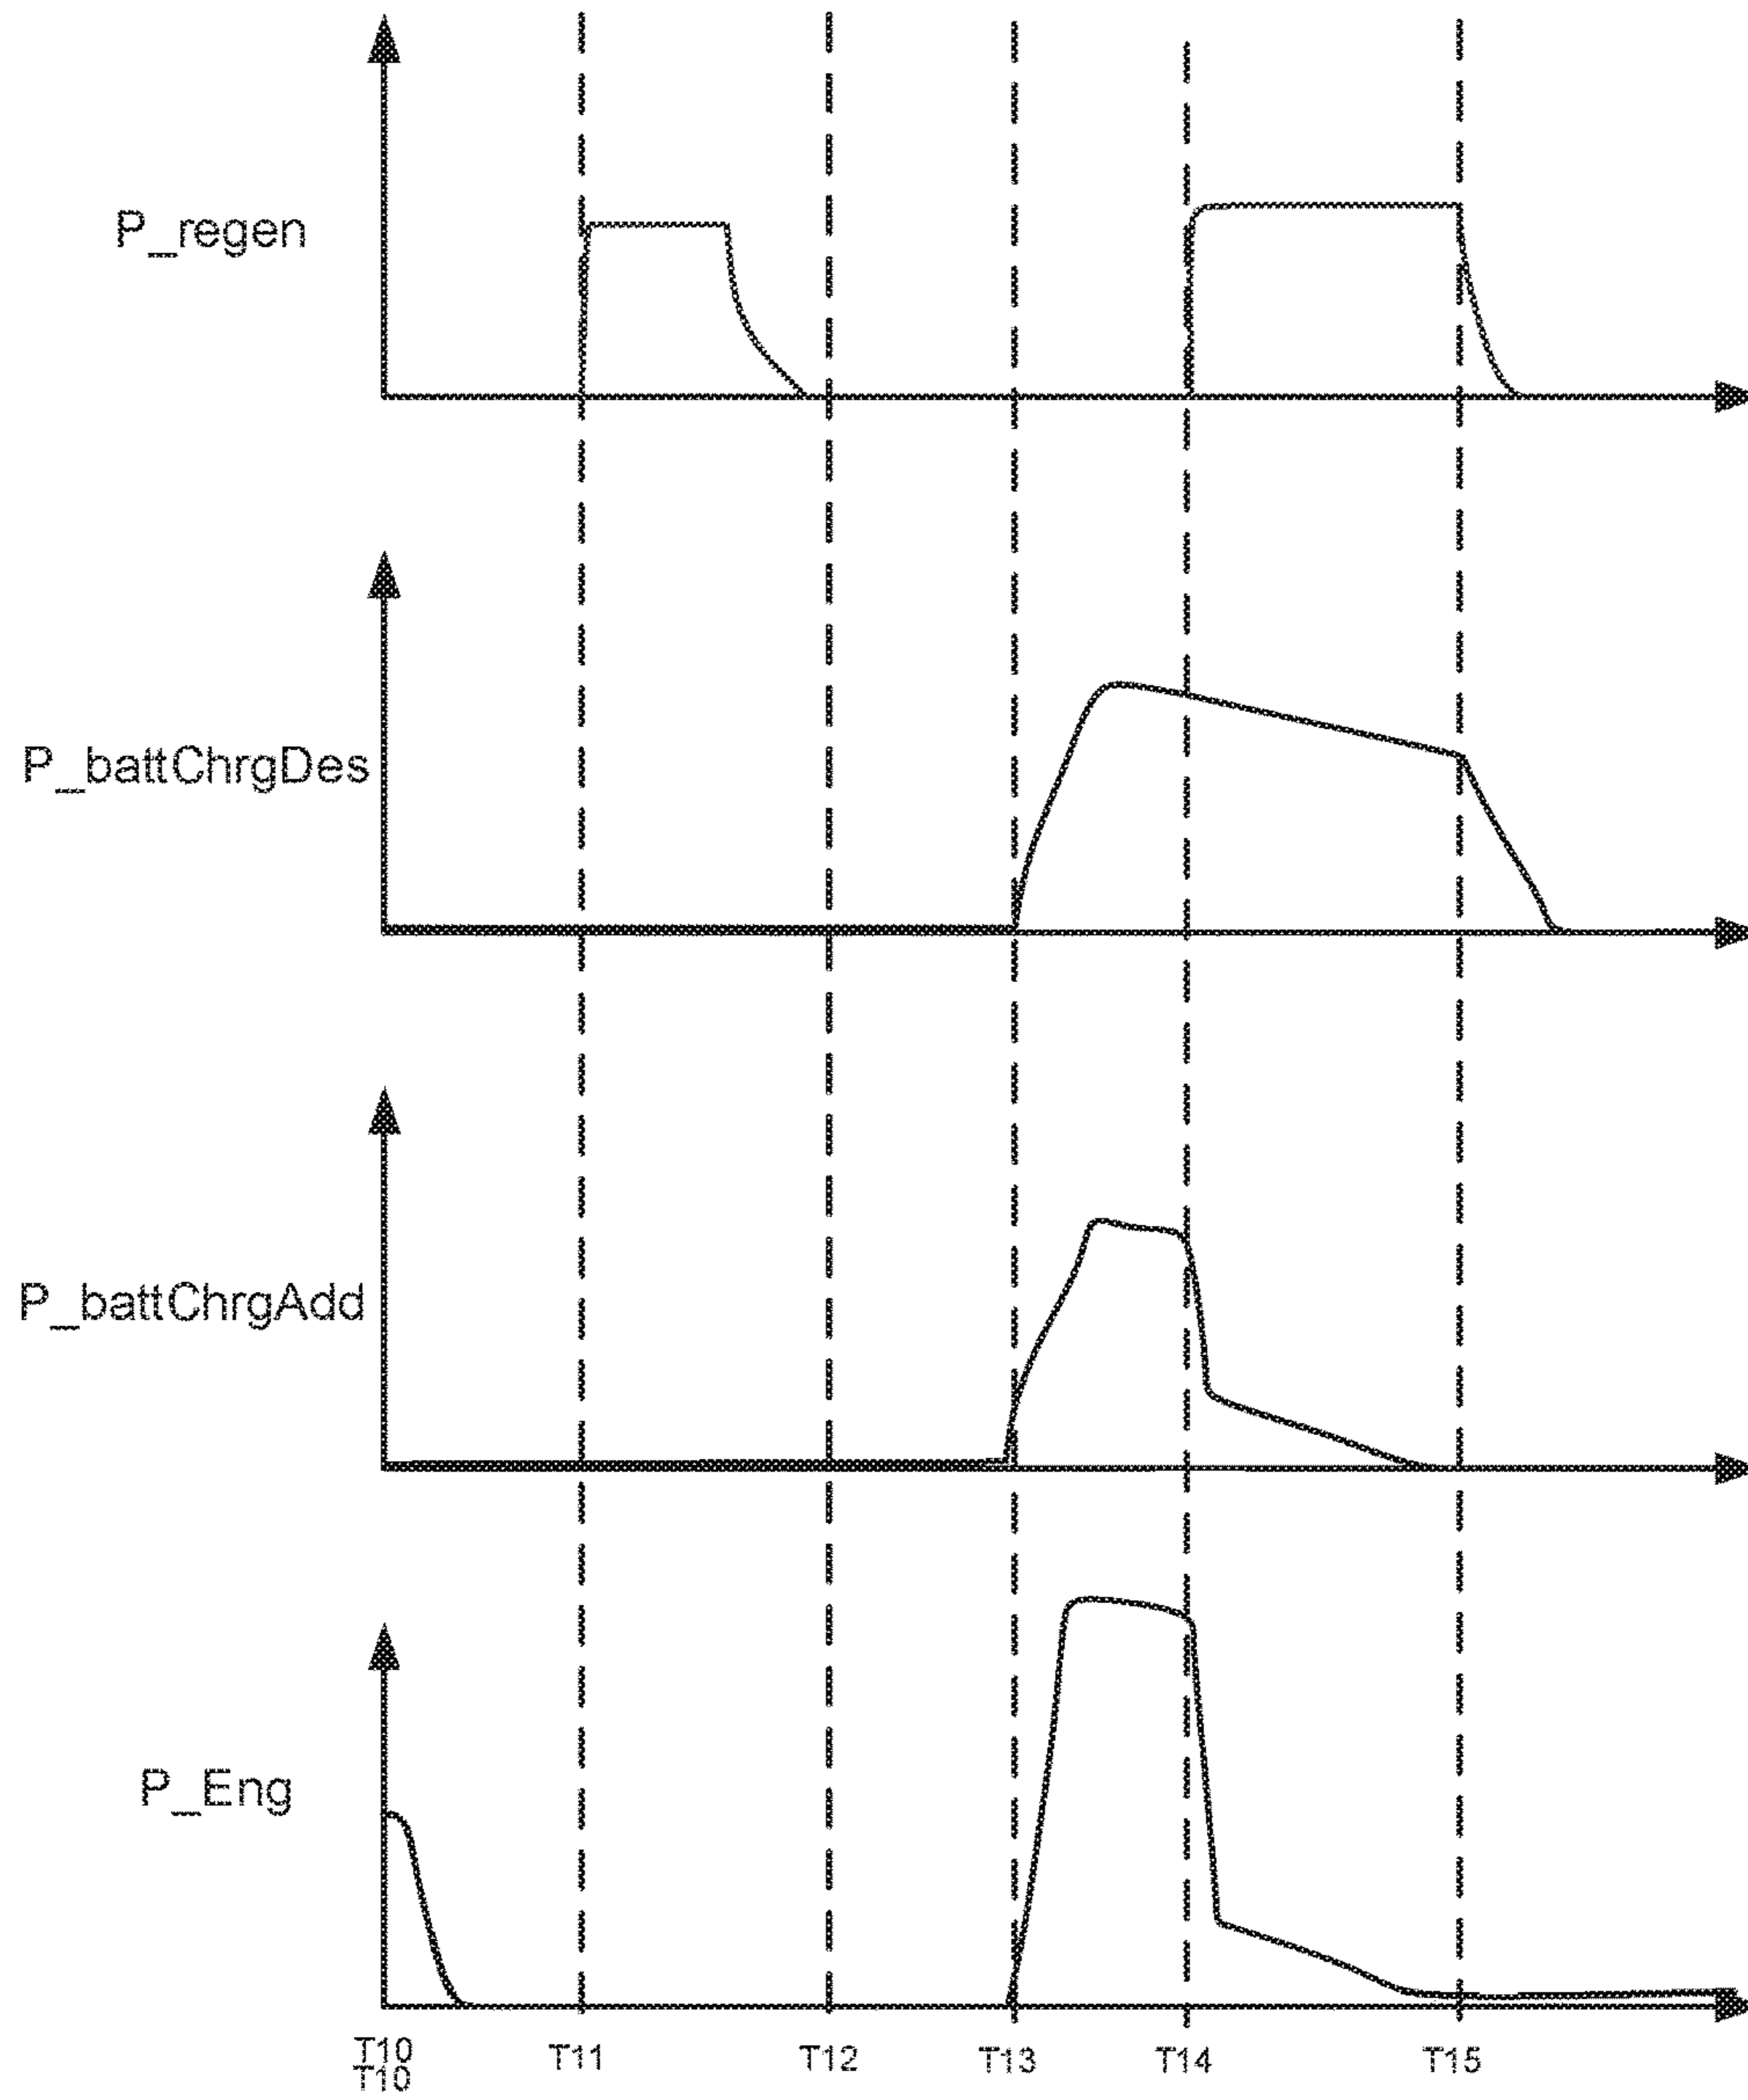 P_regen
P_battChrgDes
P_battChrgAdd
P_Eng
T10
T10
T11
T12
T13
T14
T15